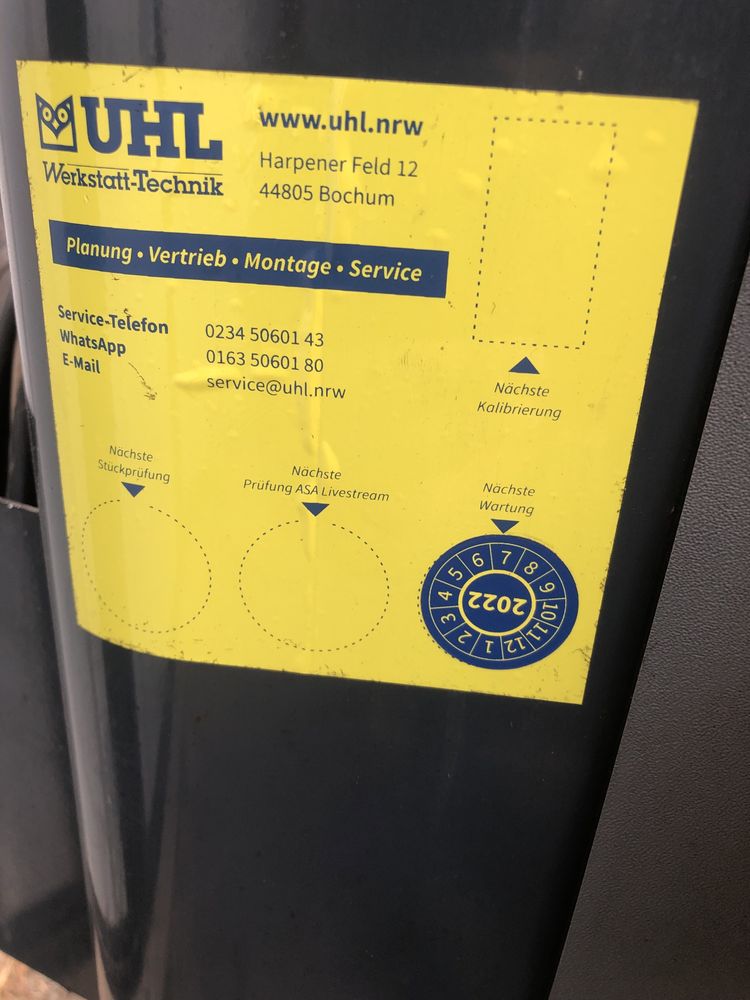 UHL
Werkstatt-Technik
www.uhl.nrw
Harpener Feld 12
44805 Bochum
Planung • Vertrieb • Montage • Service
Service-Telefon 0234 50601 43
WhatsApp 0163 50601 80
E-Mail service@uhl.nrw
Nächste
Kalibrierung
Nächste
Stückprüfung
Nächste
Prüfung ASA Livestream
Nächste
Wartung
1 2 3 4 5 6 7 8 9 10 11 12
2022